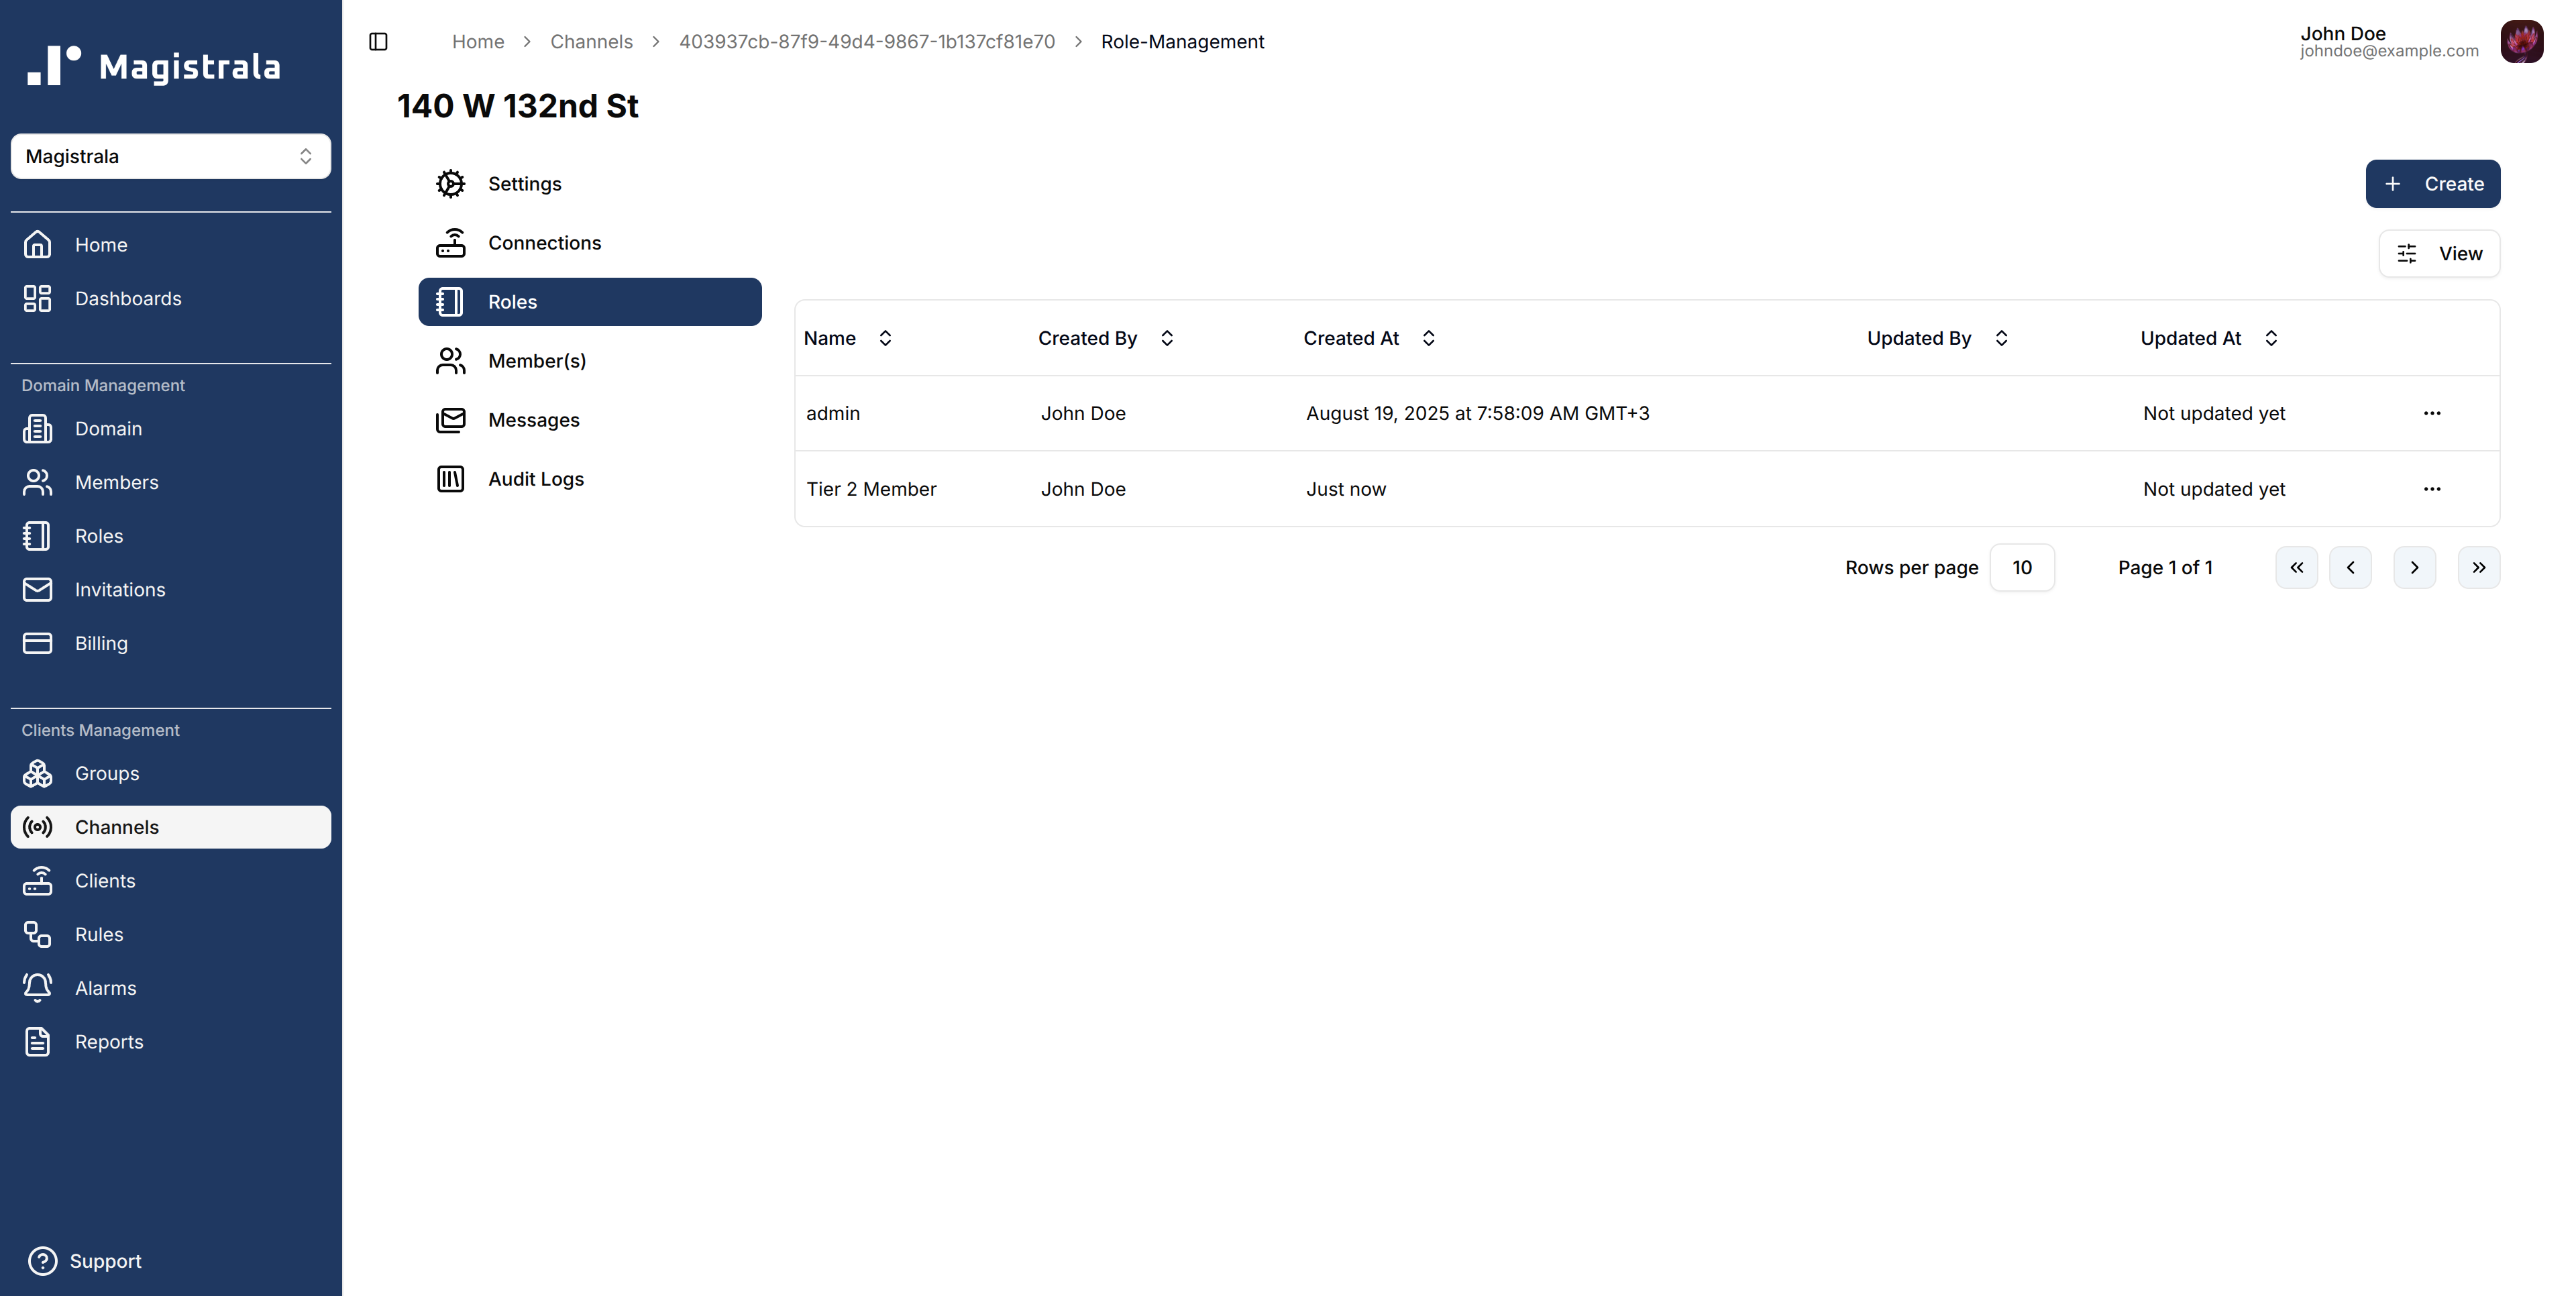 Magistrala
Magistrala
Home
Dashboards
Domain Management
Domain
Members
Roles
Invitations
Billing
Clients Management
Groups
Channels
Clients
Rules
Alarms
Reports
Support
Home > Channels > 403937cb-87f9-49d4-9867-1b137cf81e70 > Role-Management
John Doe
johndoe@example.com
140 W 132nd St
Settings
Connections
Roles
Member(s)
Messages
Audit Logs
+ Create
View
Name Created By Created At Updated By Updated At
admin John Doe August 19, 2025 at 7:58:09 AM GMT+3 Not updated yet ...
Tier 2 Member John Doe Just now Not updated yet ...
Rows per page 10 Page 1 of 1